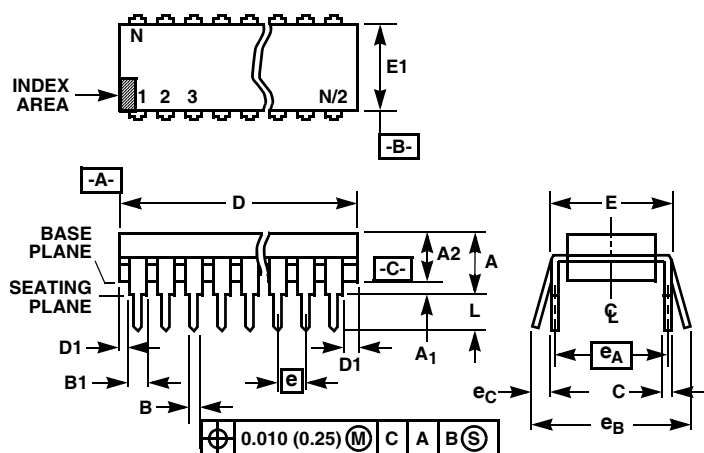 N
INDEX
AREA
1 2 3 N/2
E1
-B-
-A-
D
E
BASE
PLANE
SEATING
PLANE
-C-
A2
A
L
D1
B1
B
e
D1
A1
℄
eA
eC
C
eB
⌖ 0.010 (0.25) Ⓜ C A B Ⓢ